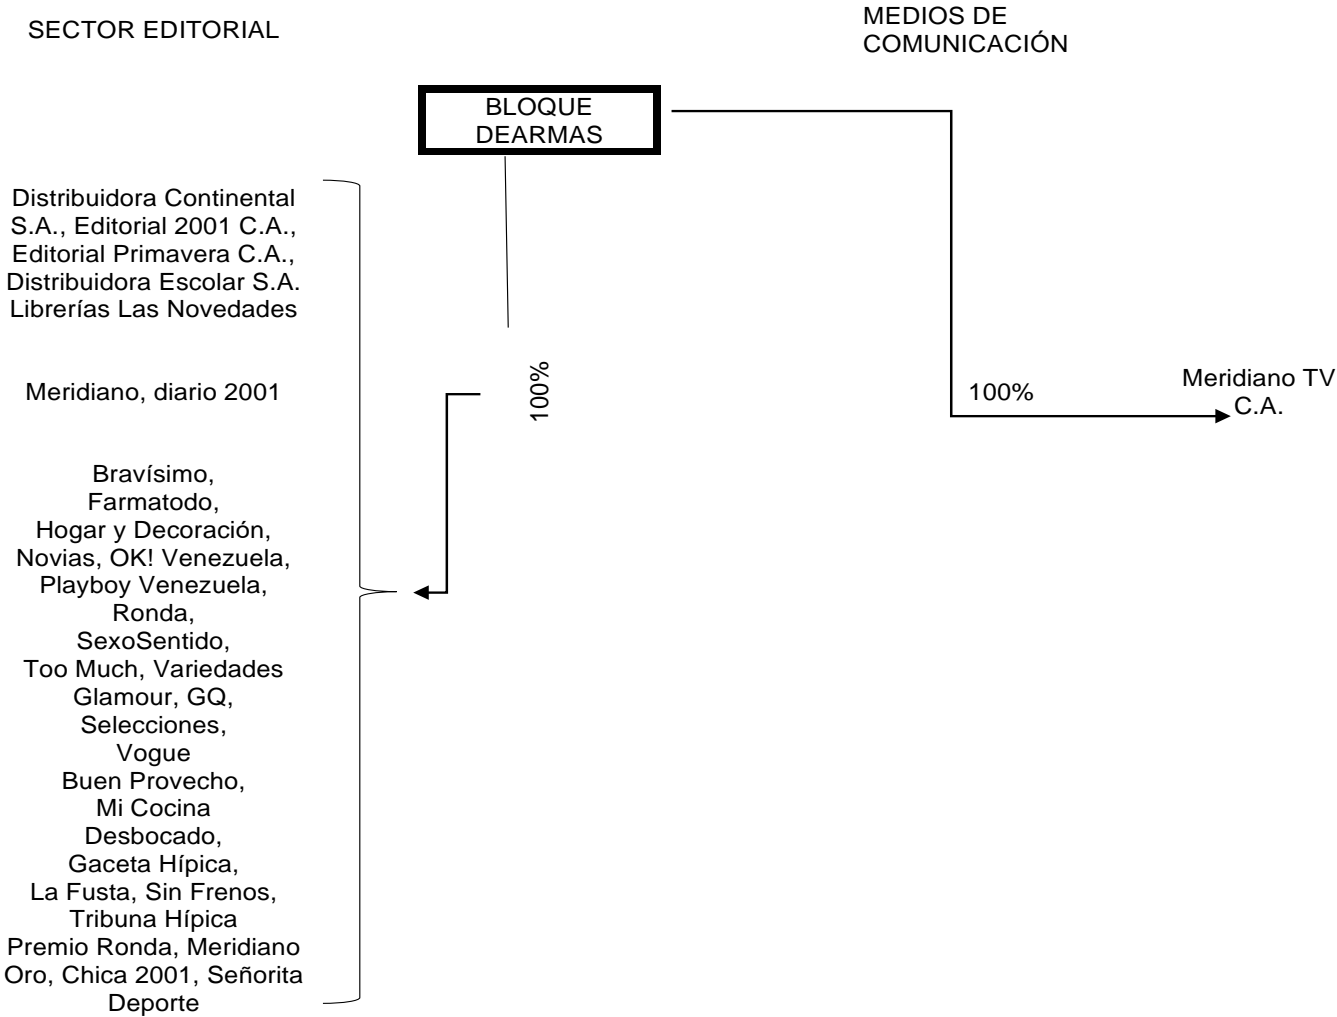 SECTOR EDITORIAL
MEDIOS DE
COMUNICACIÓN
BLOQUE
DEARMAS
Distribuidora Continental
S.A., Editorial 2001 C.A.,
Editorial Primavera C.A.,
Distribuidora Escolar S.A.
Librerías Las Novedades
Meridiano, diario 2001
Bravísimo,
Farmatodo,
Hogar y Decoración,
Novias, OK! Venezuela,
Playboy Venezuela,
Ronda,
SexoSentido,
Too Much, Variedades
Glamour, GQ,
Selecciones,
Vogue
Buen Provecho,
Mi Cocina
Desbocado,
Gaceta Hípica,
La Fusta, Sin Frenos,
Tribuna Hípica
Premio Ronda, Meridiano
Oro, Chica 2001, Señorita
Deporte
100%
100%
Meridiano TV
C.A.